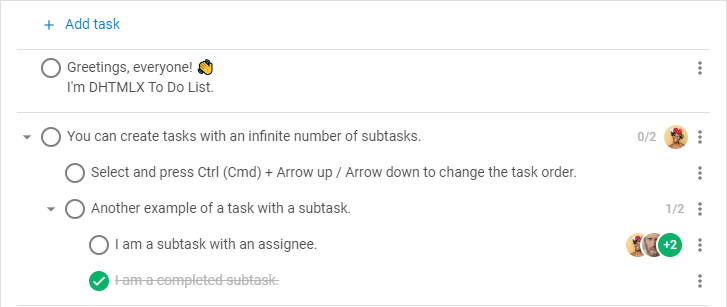 + Add task
Greetings, everyone! 👋
I'm DHTMLX To Do List.
You can create tasks with an infinite number of subtasks. 0/2
Select and press Ctrl (Cmd) + Arrow up / Arrow down to change the task order.
Another example of a task with a subtask. 1/2
I am a subtask with an assignee. +2
I am a completed subtask.